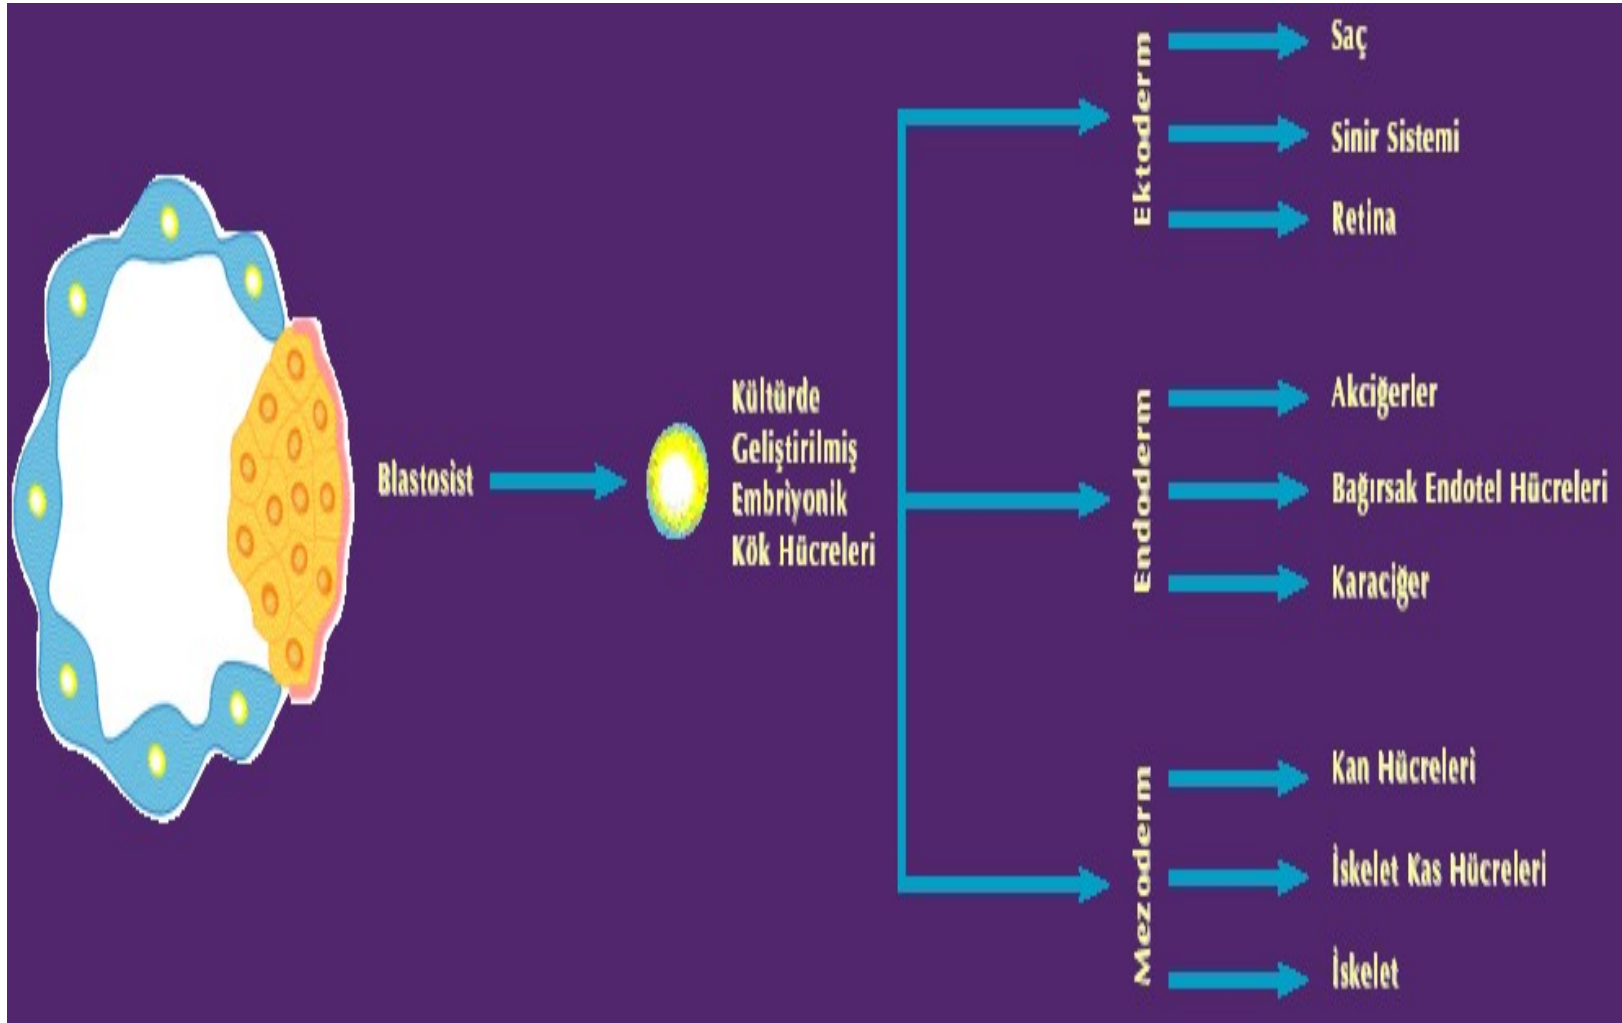 Blastosist
Kültürde
Geliştirilmiş
Embriyonik
Kök Hücreleri
Ektoderm
Saç
Sinir Sistemi
Retina
Endoderm
Akciğerler
Bağırsak Endotel Hücreleri
Karaciğer
Mezoderm
Kan Hücreleri
İskelet Kas Hücreleri
İskelet